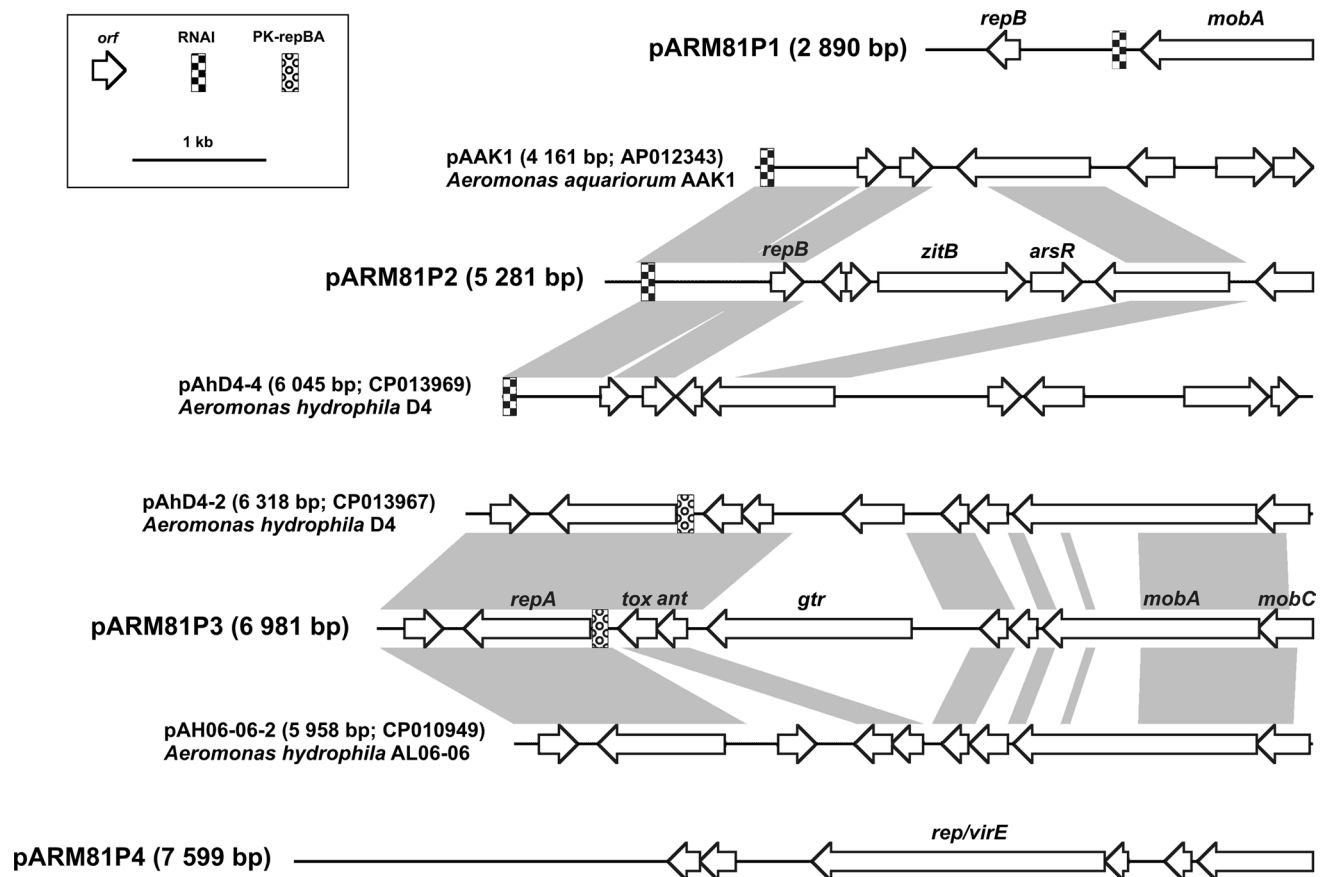 orf RNAI PK-repBA
1 kb
repB mobA
pARM81P1 (2 890 bp)
pAAK1 (4 161 bp; AP012343)
Aeromonas aquariorum AAK1
repB zitB arsR
pARM81P2 (5 281 bp)
pAhD4-4 (6 045 bp; CP013969)
Aeromonas hydrophila D4
pAhD4-2 (6 318 bp; CP013967)
Aeromonas hydrophila D4
repA tox ant gtr mobA mobC
pARM81P3 (6 981 bp)
pAH06-06-2 (5 958 bp; CP010949)
Aeromonas hydrophila AL06-06
rep/virE
pARM81P4 (7 599 bp)